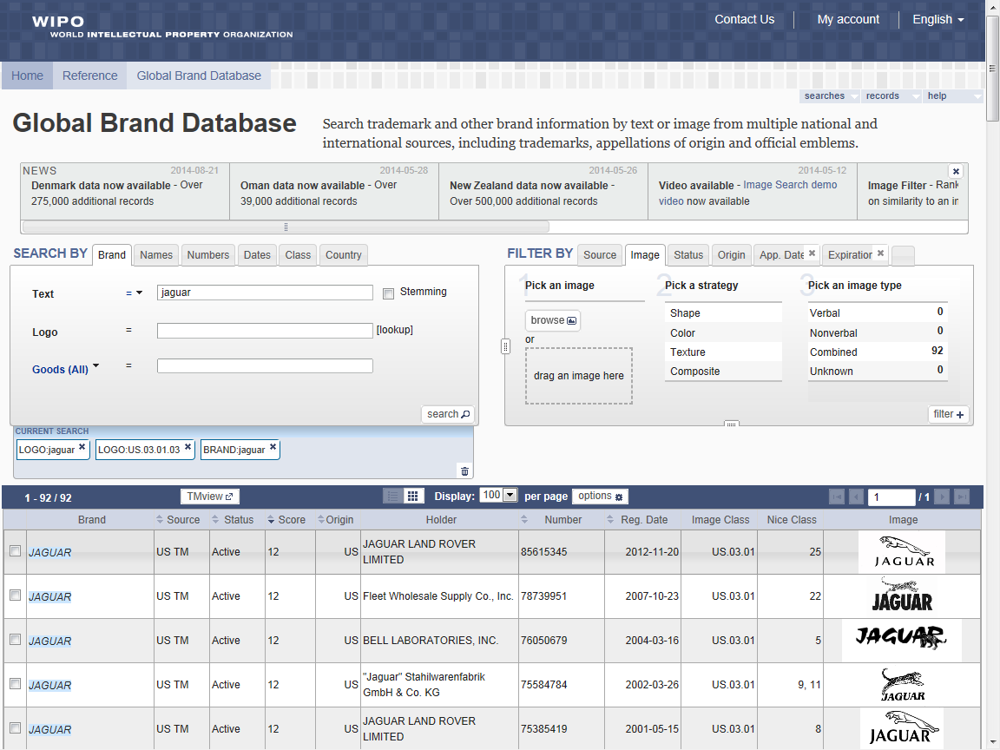 WIPO
WORLD INTELLECTUAL PROPERTY ORGANIZATION
Contact Us
My account
English
Home
Reference
Global Brand Database
searches
records
help
Global Brand Database
Search trademark and other brand information by text or image from multiple national and
international sources, including trademarks, appellations of origin and official emblems.
NEWS
2014-08-21
Denmark data now available - Over
275,000 additional records
2014-05-28
Oman data now available - Over
39,000 additional records
2014-05-26
New Zealand data now available -
Over 500,000 additional records
2014-05-12
Video available - Image Search demo
video now available
Image Filter - Rank
on similarity to an in
SEARCH BY
Brand
Names
Numbers
Dates
Class
Country
Text
=
jaguar
Stemming
Logo
=
[lookup]
Goods (All)
=
search
FILTER BY
Source
Image
Status
Origin
App. Date
Expiration
1
Pick an image
browse
or
drag an image here
2
Pick a strategy
Shape
Color
Texture
Composite
3
Pick an image type
Verbal 0
Nonverbal 0
Combined 92
Unknown 0
filter +
CURRENT SEARCH
LOGO:jaguar
LOGO:US.03.01.03
BRAND:jaguar
1 - 92 / 92
TMview
Display: 100 per page
options
1 / 1
Brand Source Status Score Origin Holder Number Reg. Date Image Class Nice Class Image
JAGUAR US TM Active 12 US JAGUAR LAND ROVER LIMITED 85615345 2012-11-20 US.03.01 25 JAGUAR
JAGUAR US TM Active 12 US Fleet Wholesale Supply Co., Inc. 78739951 2007-10-23 US.03.01 22 JAGUAR
JAGUAR US TM Active 12 US BELL LABORATORIES, INC. 76050679 2004-03-16 US.03.01 5 JAGUAR
JAGUAR US TM Active 12 US "Jaguar" Stahilwarenfabrik GmbH & Co. KG 75584784 2002-03-26 US.03.01 9, 11 JAGUAR
JAGUAR US TM Active 12 US JAGUAR LAND ROVER LIMITED 75385419 2001-05-15 US.03.01 8 JAGUAR